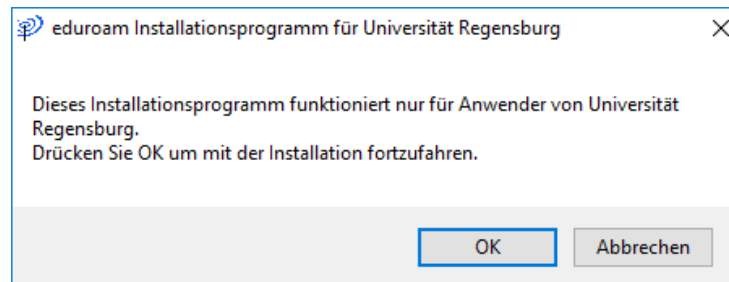 eduroam Installationsprogramm für Universität Regensburg
Dieses Installationsprogramm funktioniert nur für Anwender von Universität
Regensburg.
Drücken Sie OK um mit der Installation fortzufahren.
OK
Abbrechen